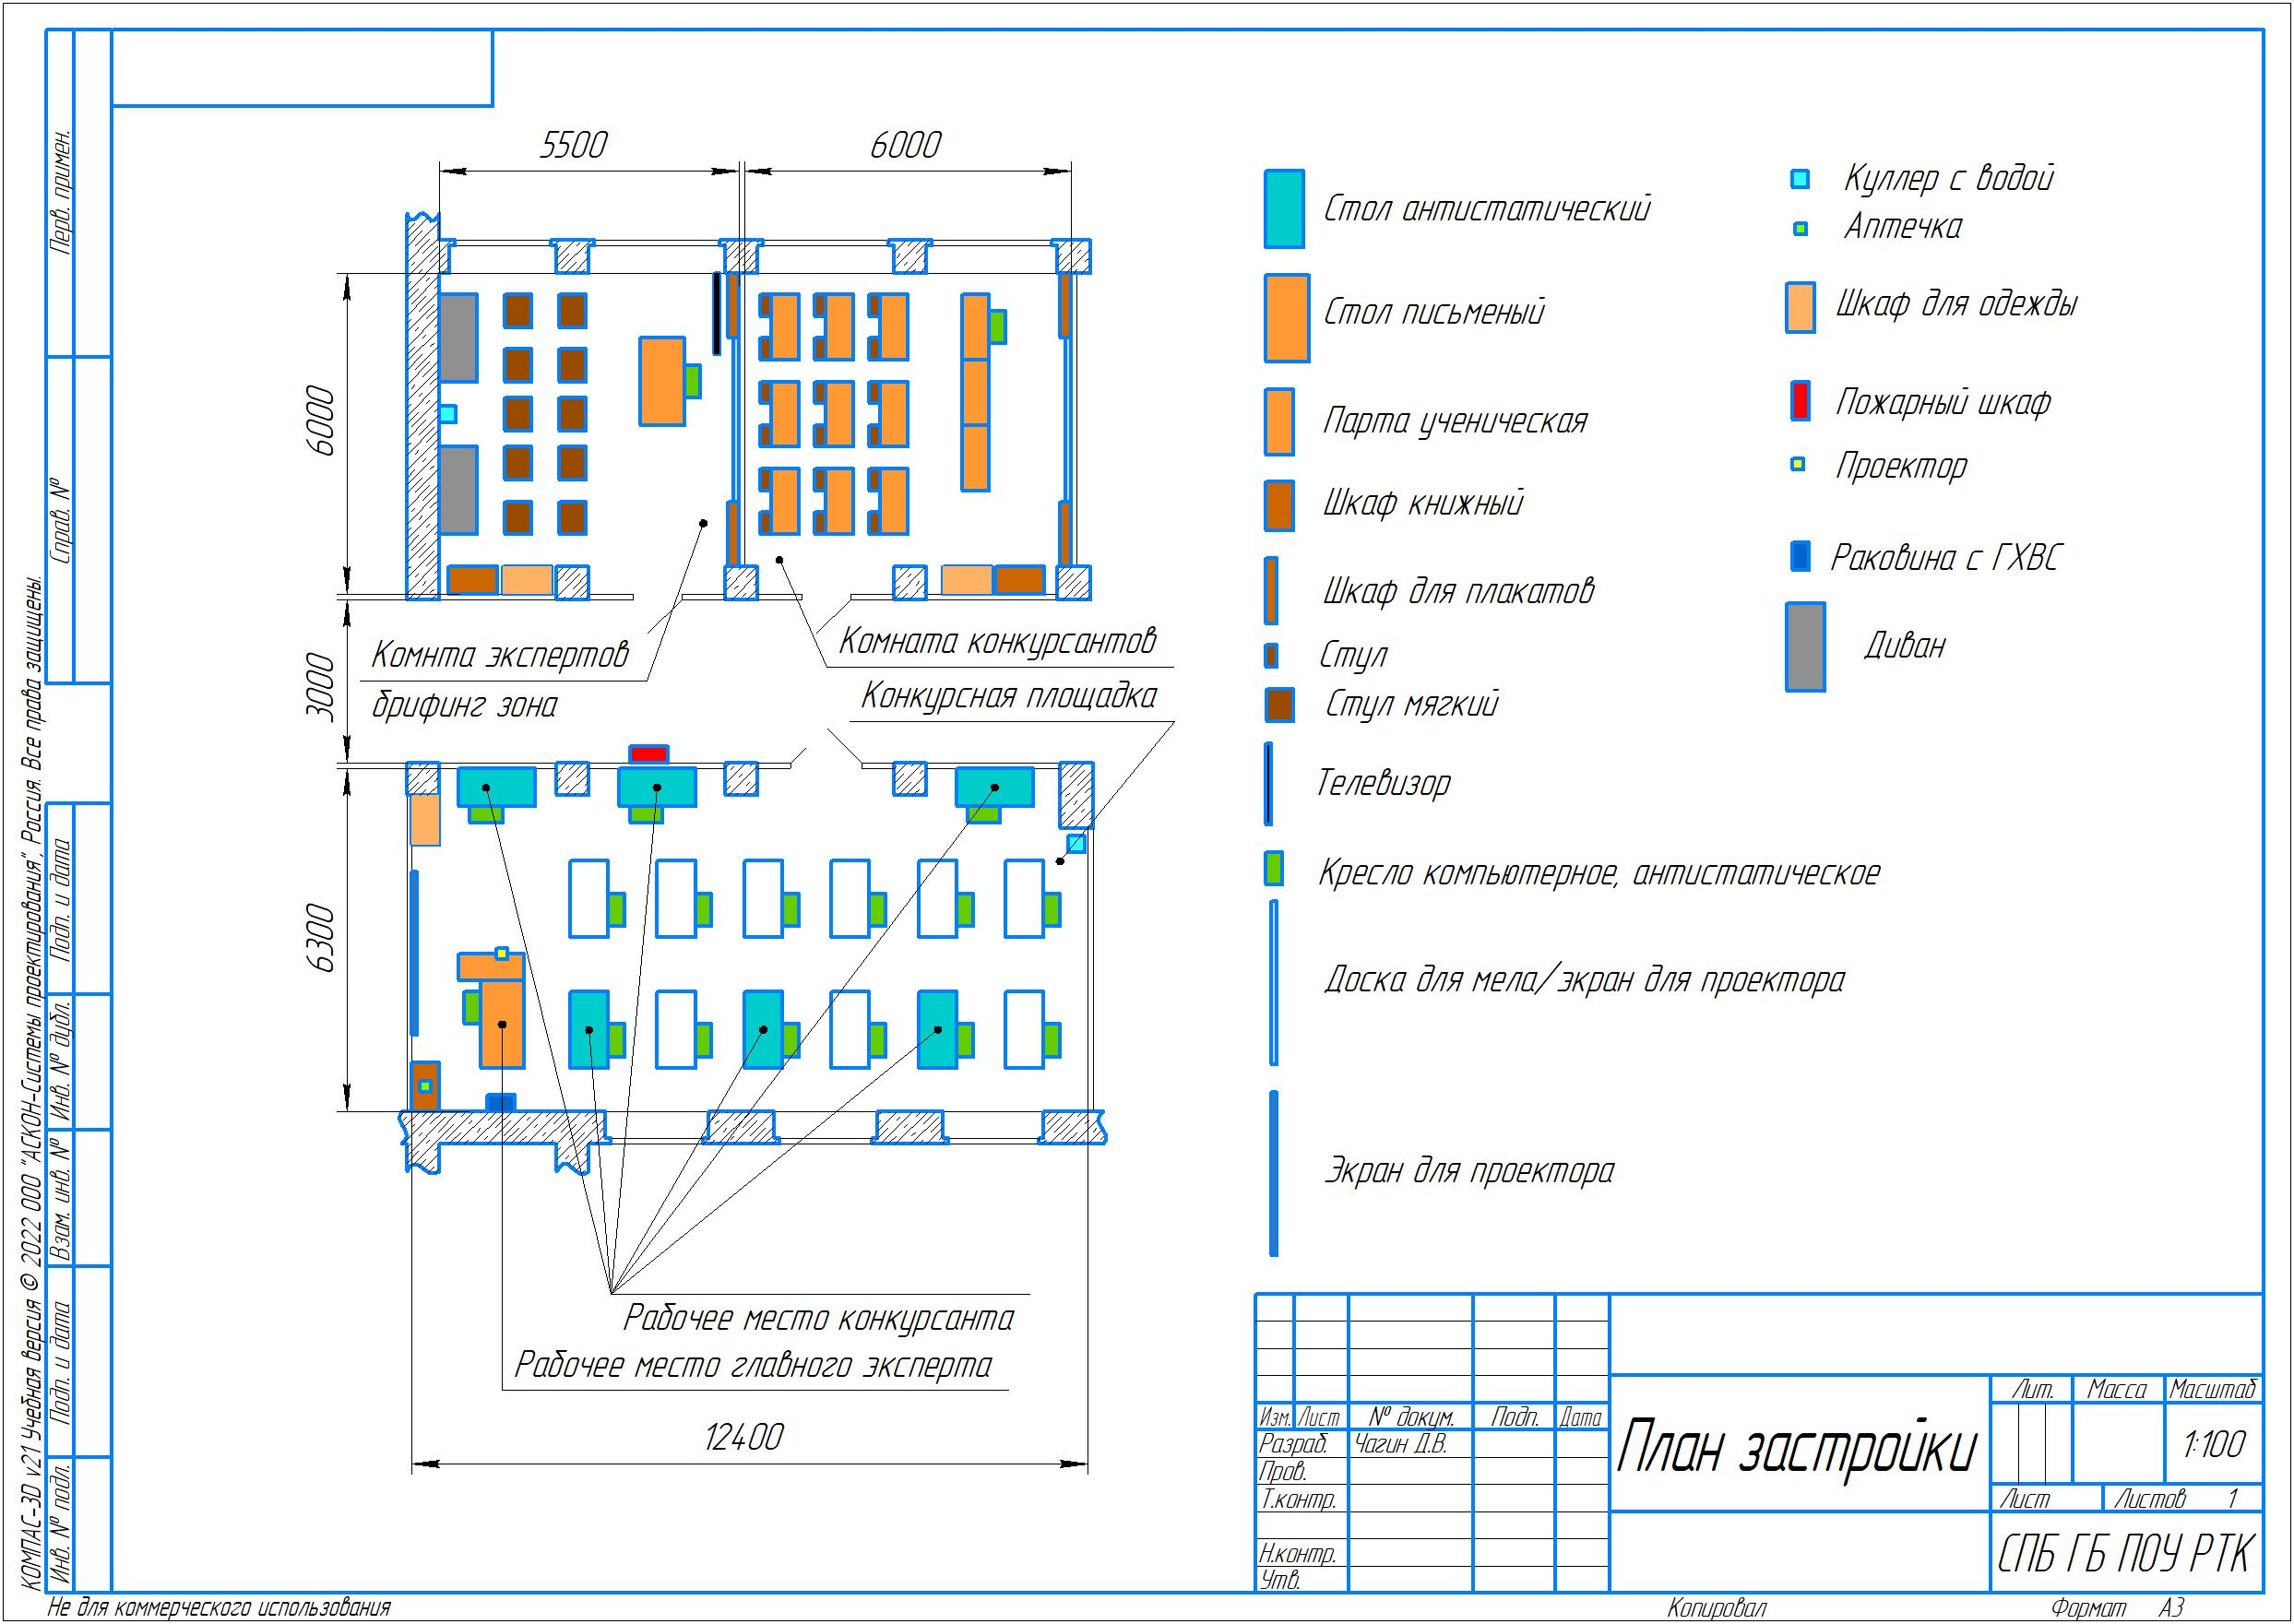 Перв. примен.
Справ. №
Подп. и дата
Инв. № дубл.
Взам. инв. №
Подп. и дата
Инв. № подл.
КОМПАС-3D v21 Учебная версия © 2022 ООО "АСКОН-Системы проектирования", Россия. Все права защищены.
5500
6000
6000
3000
6300
12400
Комнта экспертов
брифинг зона
Комната конкурсантов
Конкурсная площадка
Рабочее место конкурсанта
Рабочее место главного эксперта
Стол антистатический
Стол письменый
Парта ученическая
Шкаф книжный
Шкаф для плакатов
Стул
Стул мягкий
Телевизор
Кресло компьютерное, антистатическое
Доска для мела/экран для проектора
Экран для проектора
Куллер с водой
Аптечка
Шкаф для одежды
Пожарный шкаф
Проектор
Раковина с ГХВС
Диван
Изм. Лист № докум. Подп. Дата
Разраб. Чагин Д.В.
Пров.
Т.контр.
Н.контр.
Утв.
План застройки
Лит. Масса Масштаб
1:100
Лист Листов 1
СПБ ГБ ПОУ РТК
Не для коммерческого использования
Копировал
Формат А3